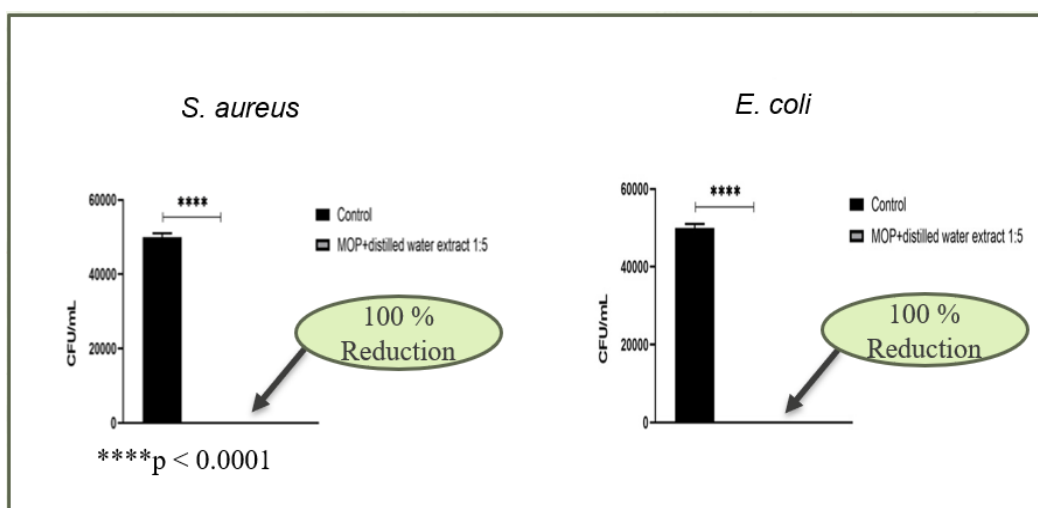 S. aureus
60000
40000
20000
0
CFU/mL
****
Control
MOP+distilled water extract 1:5
100 %
Reduction
****p < 0.0001
E. coli
60000
40000
20000
0
CFU/mL
****
Control
MOP+distilled water extract 1:5
100 %
Reduction